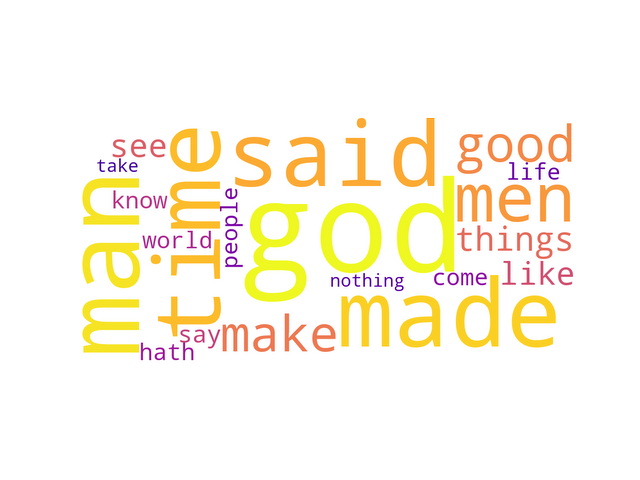 see
take
man
know
time
world
people
said
god
good
life
men
things
nothing
come
like
say
make
made
hath